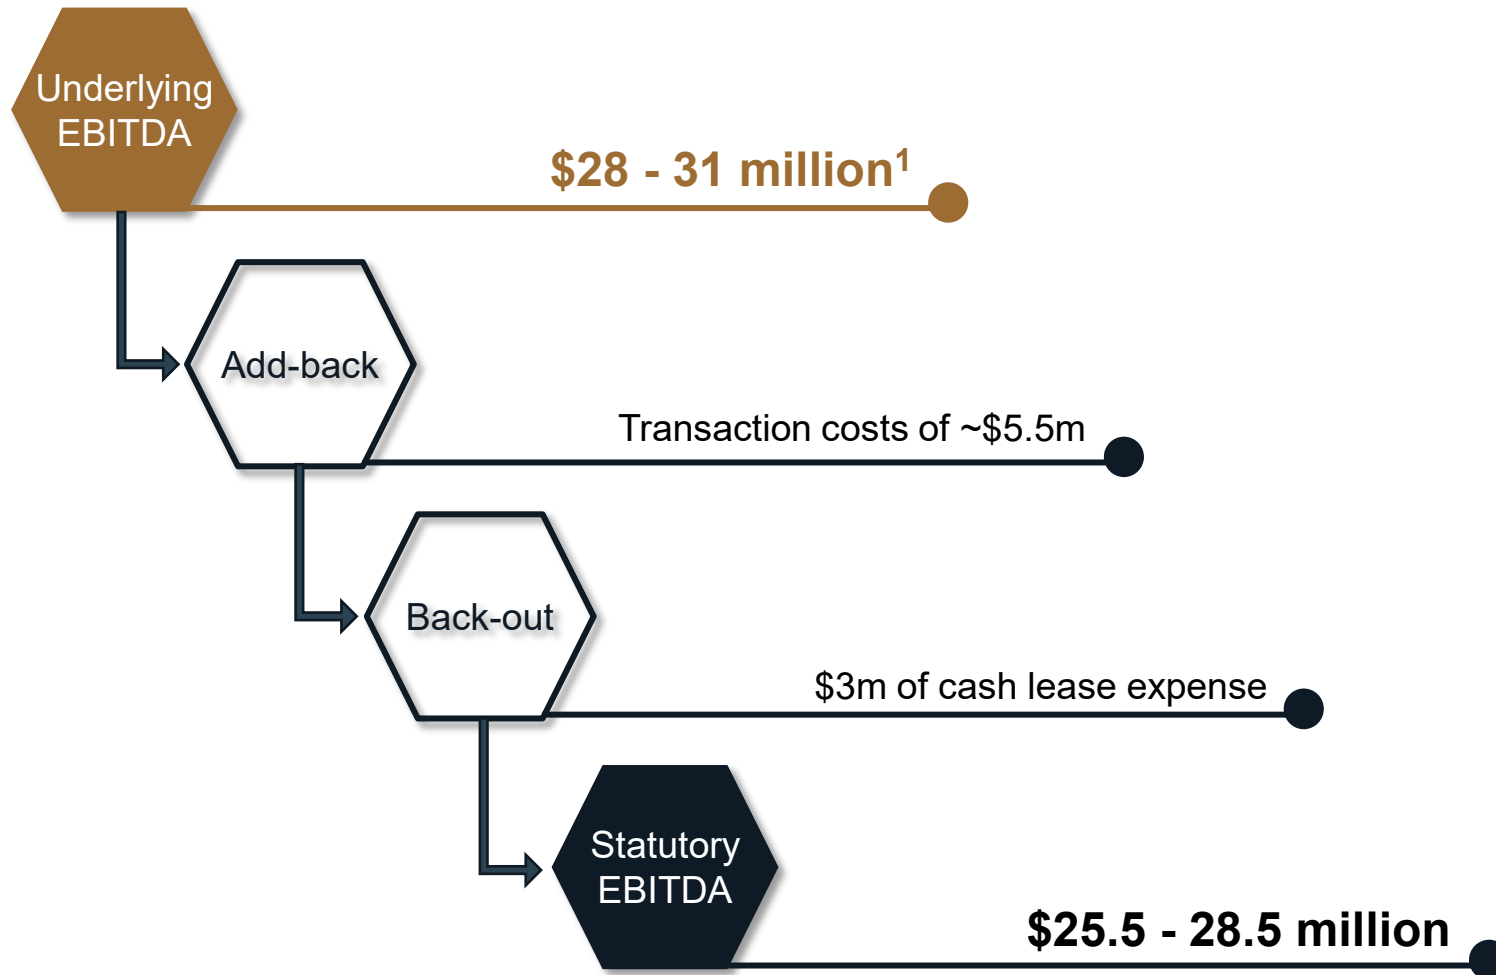 Underlying
EBITDA
$28 - 31 million¹
Add-back
Transaction costs of ~$5.5m
Back-out
$3m of cash lease expense
Statutory
EBITDA
$25.5 - 28.5 million